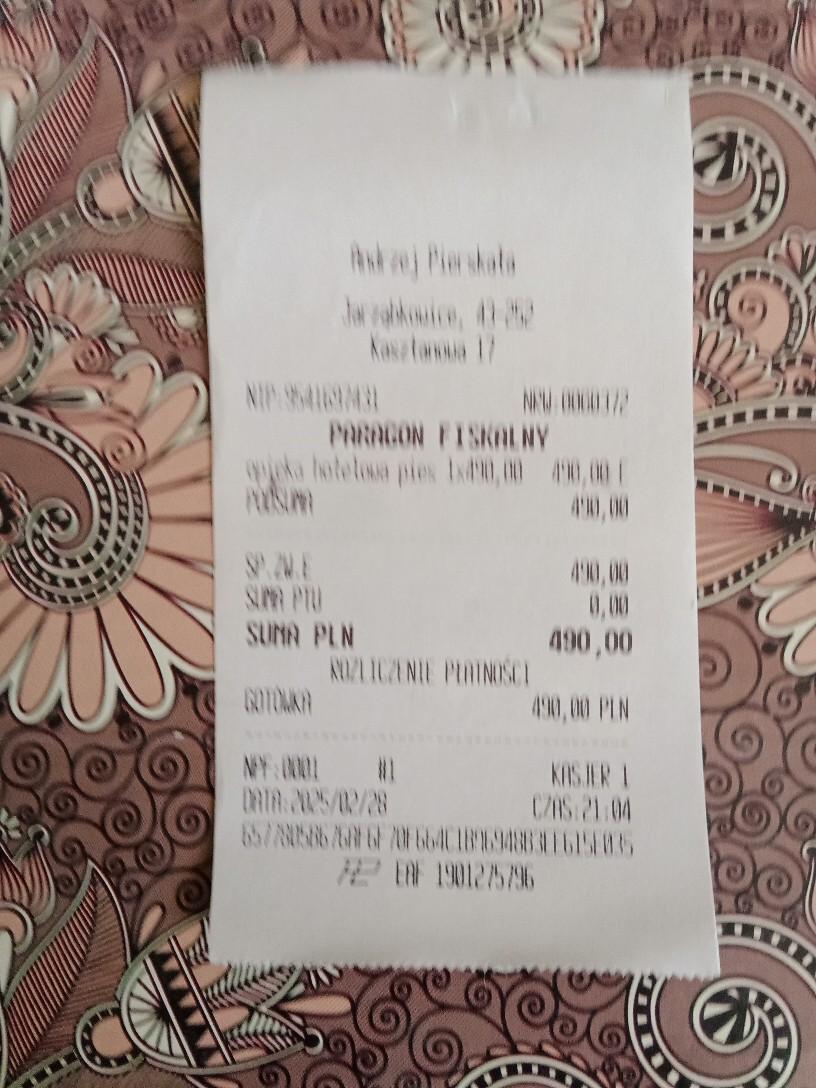 Andrzej Pierskała
Jarząbkowice, 43-252
Kasztanowa 17
NIP:9541697431 NRW:0000372
PARAGON FISKALNY
opieka hotelowa pies 1x490,00 490,00 E
PODSUMA 490,00
SP.ZW.E 490,00
SUMA PTU 0,00
SUMA PLN 490,00
ROZLICZENIE PŁATNOŚCI
GOTÓWKA 490,00 PLN
NPF:0001 #1 KASJER 1
DATA:2025/02/28 CZAS:21:04
EAF 1901275796